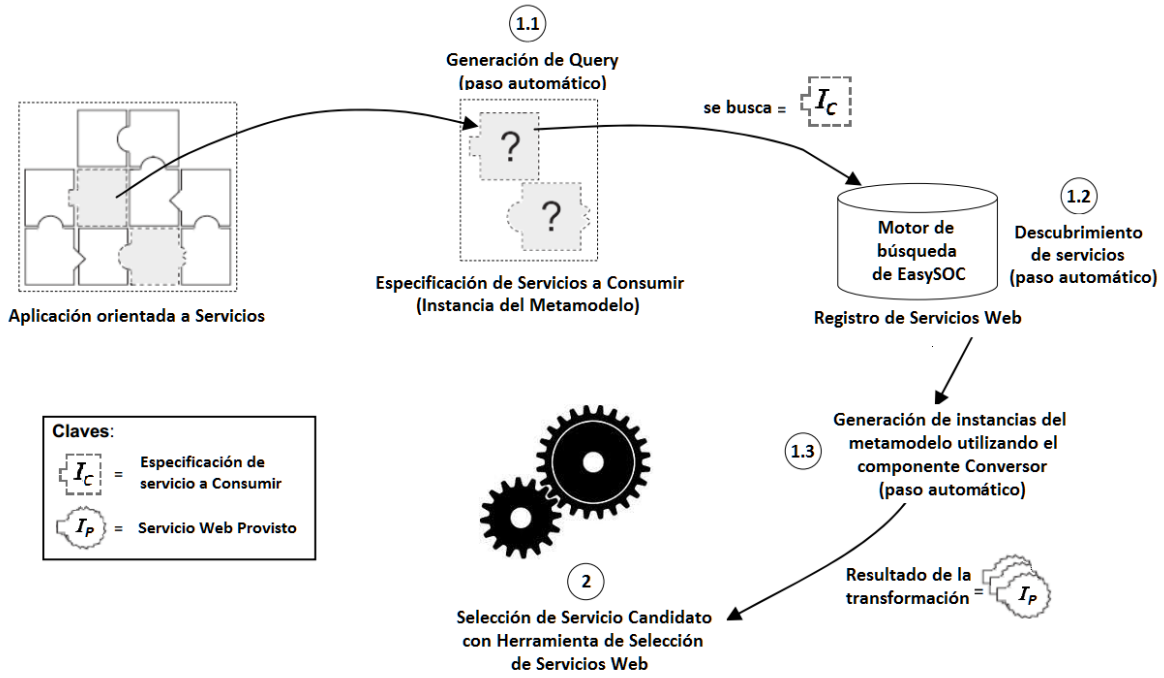 1.1
Generación de Query
(paso automático)
se busca =
I_C
?
?
1.2
Motor de
búsqueda
de EasySOC
Descubrimiento
de servicios
(paso automático)
Especificación de Servicios a Consumir
(Instancia del Metamodelo)
Aplicación orientada a Servicios
Registro de Servicios Web
Claves:
I_C = Especificación de
servicio a Consumir
I_P = Servicio Web Provisto
1.3
Generación de instancias del
metamodelo utilizando el
componente Conversor
(paso automático)
Resultado de la
transformación =
I_P
2
Selección de Servicio Candidato
con Herramienta de Selección
de Servicios Web